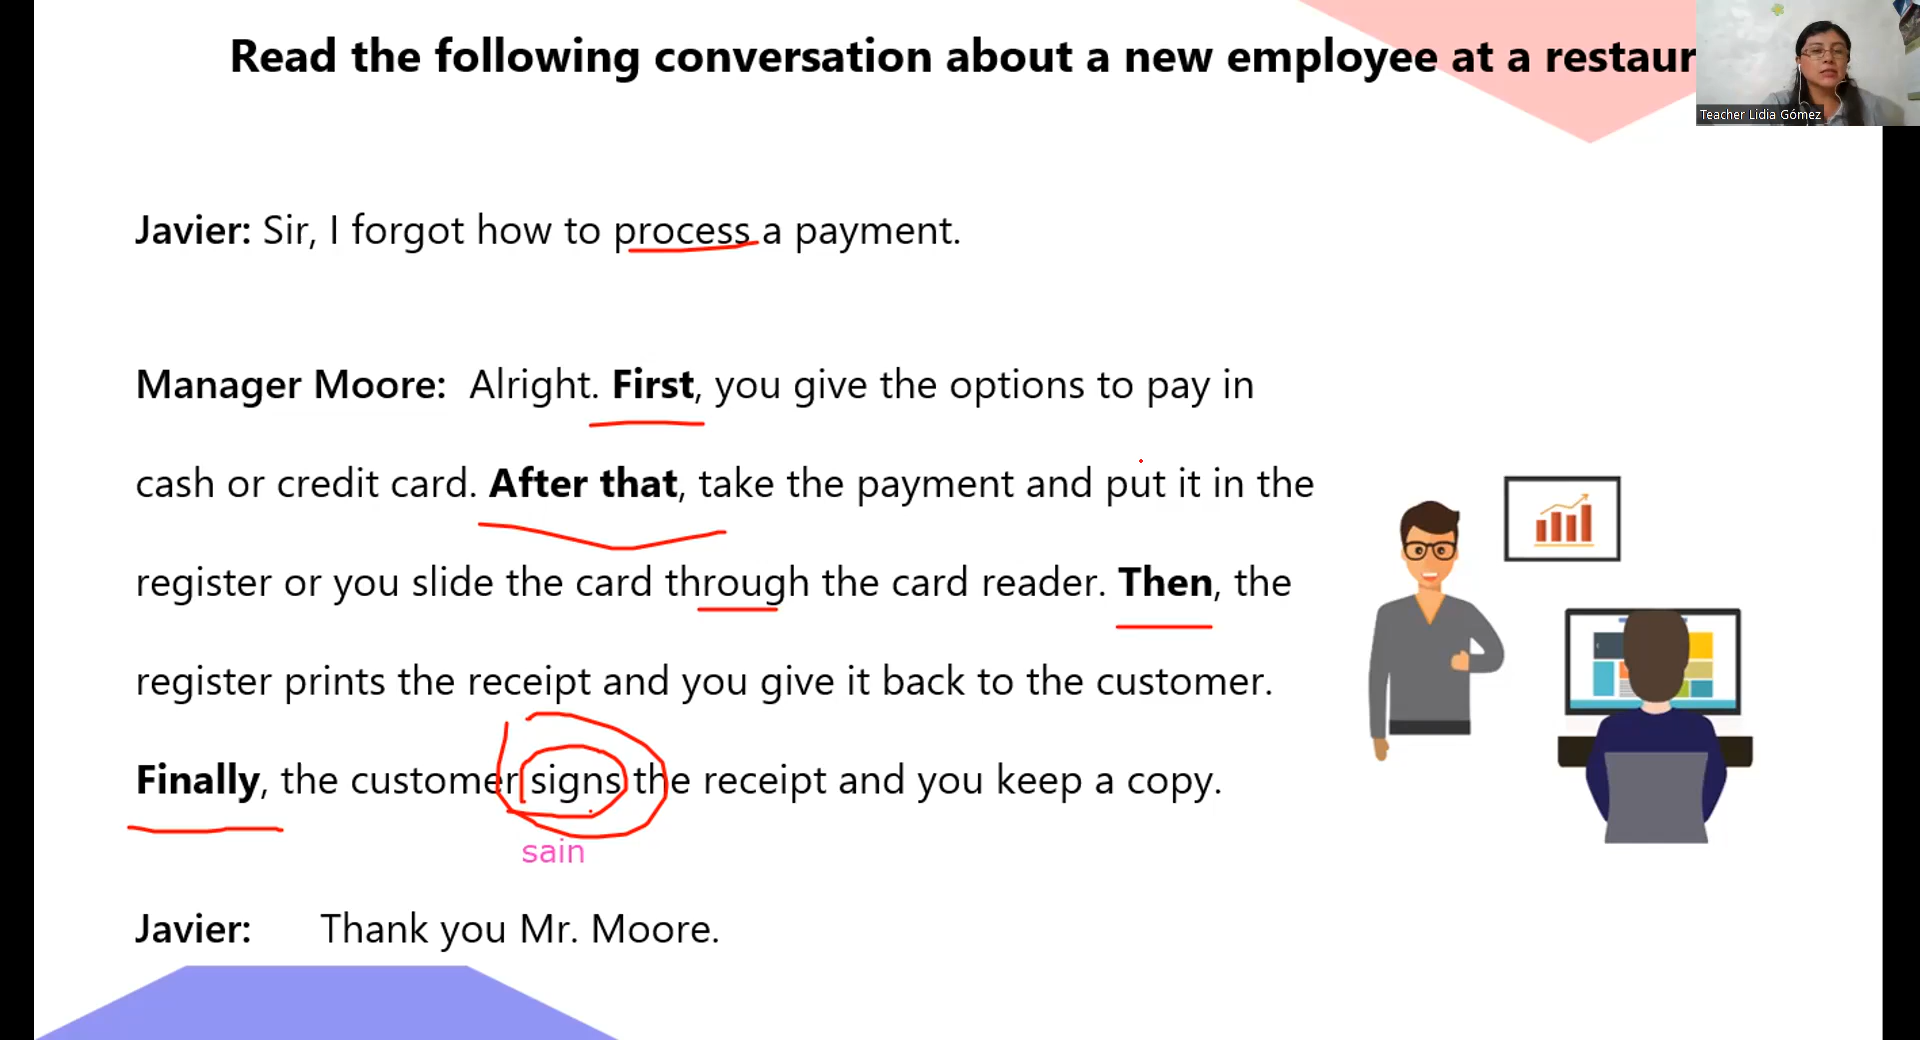 Read the following conversation about a new employee at a restaur
Teacher Lidia Gómez
Javier: Sir, I forgot how to process a payment.
Manager Moore: Alright. First, you give the options to pay in
cash or credit card. After that, take the payment and put it in the
register or you slide the card through the card reader. Then, the
register prints the receipt and you give it back to the customer.
Finally, the customer signs the receipt and you keep a copy.
sain
Javier: Thank you Mr. Moore.